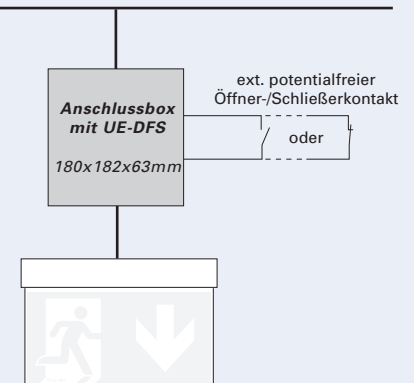 ext. potentialfreier
Öffner-/Schließerkontakt
Anschlussbox
mit UE-DFS
oder
180x182x63mm